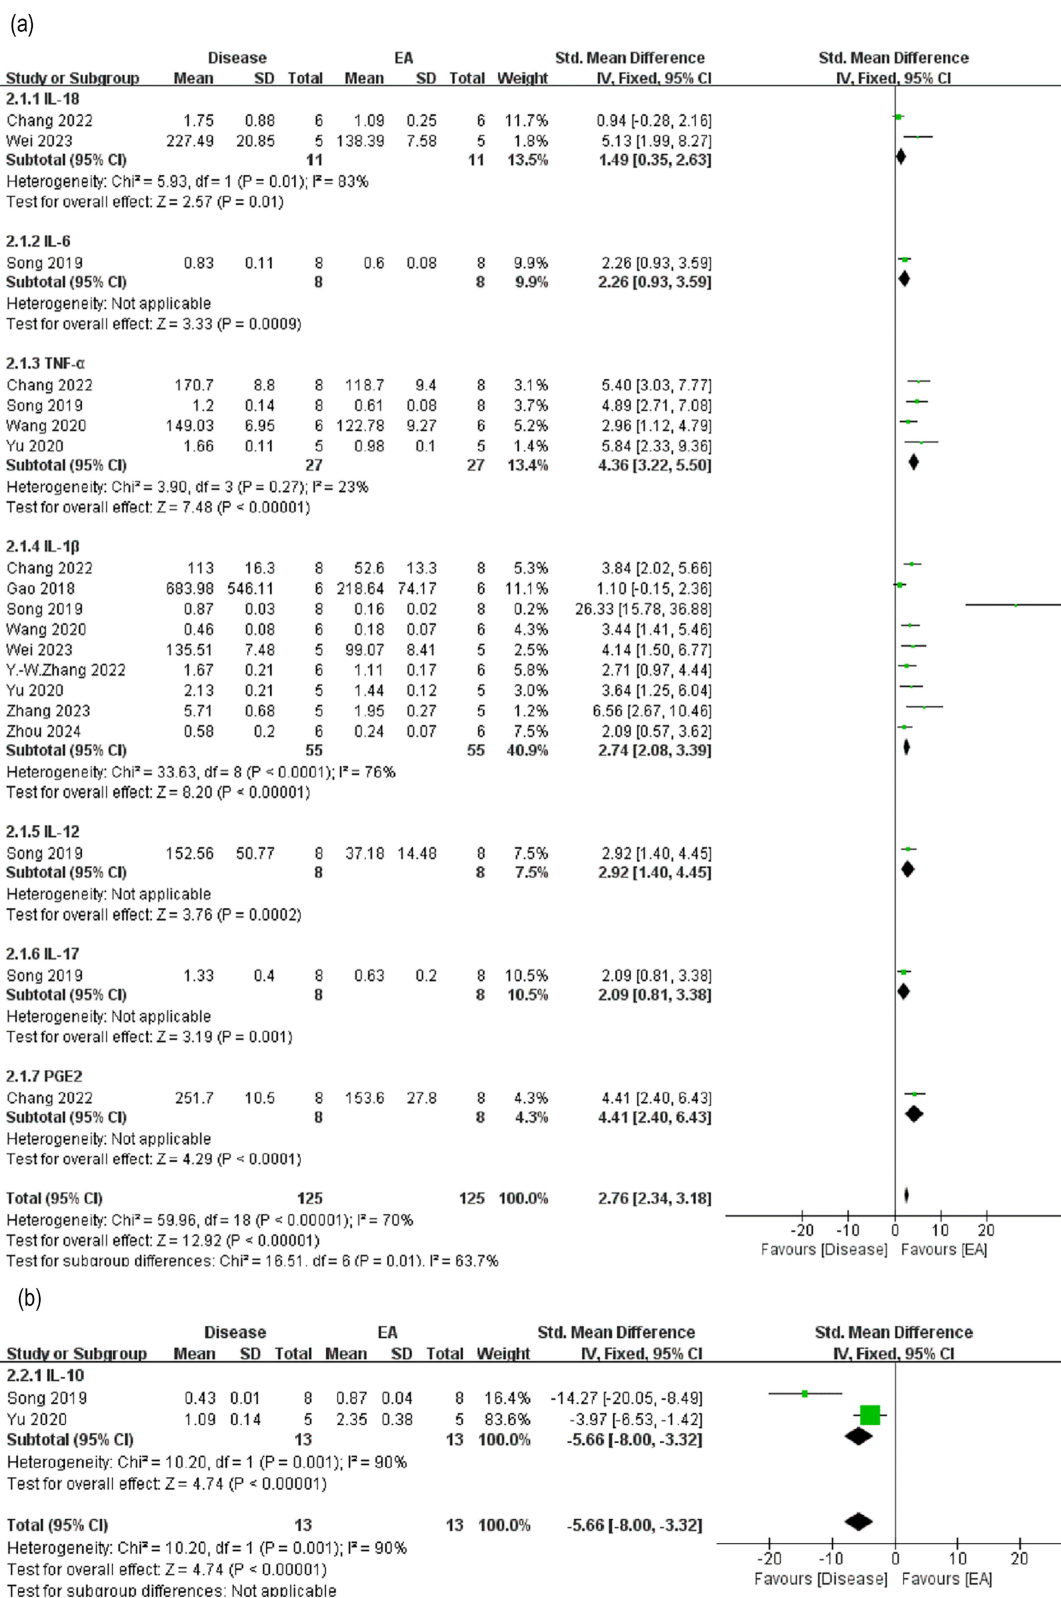 (a)
Disease EA Std. Mean Difference Std. Mean Difference
Study or Subgroup Mean SD Total Mean SD Total Weight IV, Fixed, 95% CI IV, Fixed, 95% CI
2.1.1 IL-18
Chang 2022 1.75 0.88 6 1.09 0.25 6 11.7% 0.94 [-0.28, 2.16]
Wei 2023 227.49 20.85 5 138.39 7.58 5 1.8% 5.13 [1.99, 8.27]
Subtotal (95% CI) 11 11 13.5% 1.49 [0.35, 2.63]
Heterogeneity: Chi² = 5.93, df = 1 (P = 0.01); I² = 83%
Test for overall effect: Z = 2.57 (P = 0.01)
2.1.2 IL-6
Song 2019 0.83 0.11 8 0.6 0.08 8 9.9% 2.26 [0.93, 3.59]
Subtotal (95% CI) 8 8 9.9% 2.26 [0.93, 3.59]
Heterogeneity: Not applicable
Test for overall effect: Z = 3.33 (P = 0.0009)
2.1.3 TNF-α
Chang 2022 170.7 8.8 8 118.7 9.4 8 3.1% 5.40 [3.03, 7.77]
Song 2019 1.2 0.14 8 0.61 0.08 8 3.7% 4.89 [2.71, 7.08]
Wang 2020 149.03 6.95 6 122.78 9.27 6 5.2% 2.96 [1.12, 4.79]
Yu 2020 1.66 0.11 5 0.98 0.1 5 1.4% 5.84 [2.33, 9.36]
Subtotal (95% CI) 27 27 13.4% 4.36 [3.22, 5.50]
Heterogeneity: Chi² = 3.90, df = 3 (P = 0.27); I² = 23%
Test for overall effect: Z = 7.48 (P < 0.00001)
2.1.4 IL-1β
Chang 2022 113 16.3 8 52.6 13.3 8 5.3% 3.84 [2.02, 5.66]
Gao 2018 683.98 546.11 6 218.64 74.17 6 11.1% 1.10 [-0.15, 2.36]
Song 2019 0.87 0.03 8 0.16 0.02 8 0.2% 26.33 [15.78, 36.88]
Wang 2020 0.46 0.08 6 0.18 0.07 6 4.3% 3.44 [1.41, 5.46]
Wei 2023 135.51 7.48 5 99.07 8.41 5 2.5% 4.14 [1.50, 6.77]
Y.-W.Zhang 2022 1.67 0.21 6 1.11 0.17 6 5.8% 2.71 [0.97, 4.44]
Yu 2020 2.13 0.21 5 1.44 0.12 5 3.0% 3.64 [1.25, 6.04]
Zhang 2023 5.71 0.68 5 1.95 0.27 5 1.2% 6.56 [2.67, 10.46]
Zhou 2024 0.58 0.2 6 0.24 0.07 6 7.5% 2.09 [0.57, 3.62]
Subtotal (95% CI) 55 55 40.9% 2.74 [2.08, 3.39]
Heterogeneity: Chi² = 33.63, df = 8 (P < 0.0001); I² = 76%
Test for overall effect: Z = 8.20 (P < 0.00001)
2.1.5 IL-12
Song 2019 152.56 50.77 8 37.18 14.48 8 7.5% 2.92 [1.40, 4.45]
Subtotal (95% CI) 8 8 7.5% 2.92 [1.40, 4.45]
Heterogeneity: Not applicable
Test for overall effect: Z = 3.76 (P = 0.0002)
2.1.6 IL-17
Song 2019 1.33 0.4 8 0.63 0.2 8 10.5% 2.09 [0.81, 3.38]
Subtotal (95% CI) 8 8 10.5% 2.09 [0.81, 3.38]
Heterogeneity: Not applicable
Test for overall effect: Z = 3.19 (P = 0.001)
2.1.7 PGE2
Chang 2022 251.7 10.5 8 153.6 27.8 8 4.3% 4.41 [2.40, 6.43]
Subtotal (95% CI) 8 8 4.3% 4.41 [2.40, 6.43]
Heterogeneity: Not applicable
Test for overall effect: Z = 4.29 (P < 0.0001)
Total (95% CI) 125 125 100.0% 2.76 [2.34, 3.18]
Heterogeneity: Chi² = 59.96, df = 18 (P < 0.00001); I² = 70%
Test for overall effect: Z = 12.92 (P < 0.00001)
Test for subgroup differences: Chi² = 16.51, df = 6 (P = 0.01), I² = 63.7%
-20 -10 0 10 20
Favours [Disease] Favours [EA]
(b)
Disease EA Std. Mean Difference Std. Mean Difference
Study or Subgroup Mean SD Total Mean SD Total Weight IV, Fixed, 95% CI IV, Fixed, 95% CI
2.2.1 IL-10
Song 2019 0.43 0.01 8 0.87 0.04 8 16.4% -14.27 [-20.05, -8.49]
Yu 2020 1.09 0.14 5 2.35 0.38 5 83.6% -3.97 [-6.53, -1.42]
Subtotal (95% CI) 13 13 100.0% -5.66 [-8.00, -3.32]
Heterogeneity: Chi² = 10.20, df = 1 (P = 0.001); I² = 90%
Test for overall effect: Z = 4.74 (P < 0.00001)
Total (95% CI) 13 13 100.0% -5.66 [-8.00, -3.32]
Heterogeneity: Chi² = 10.20, df = 1 (P = 0.001); I² = 90%
Test for overall effect: Z = 4.74 (P < 0.00001)
Test for subgroup differences: Not applicable
-20 -10 0 10 20
Favours [Disease] Favours [EA]